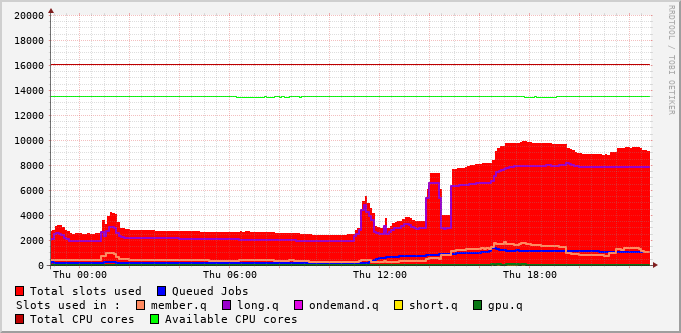 RRDTOOL / TOBI OETIKER
20000
18000
16000
14000
12000
10000
8000
6000
4000
2000
0
Thu 00:00 Thu 06:00 Thu 12:00 Thu 18:00
Total slots used Queued Jobs
Slots used in : member.q long.q ondemand.q short.q gpu.q
Total CPU cores Available CPU cores